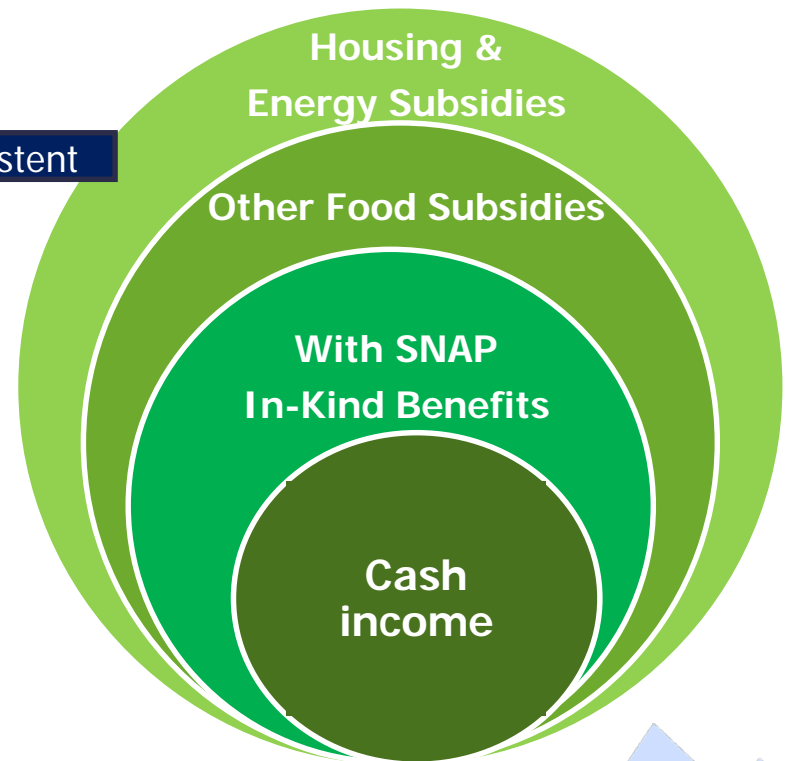 Housing &
Energy Subsidies
stent
Other Food Subsidies
With SNAP
In-Kind Benefits
Cash
income